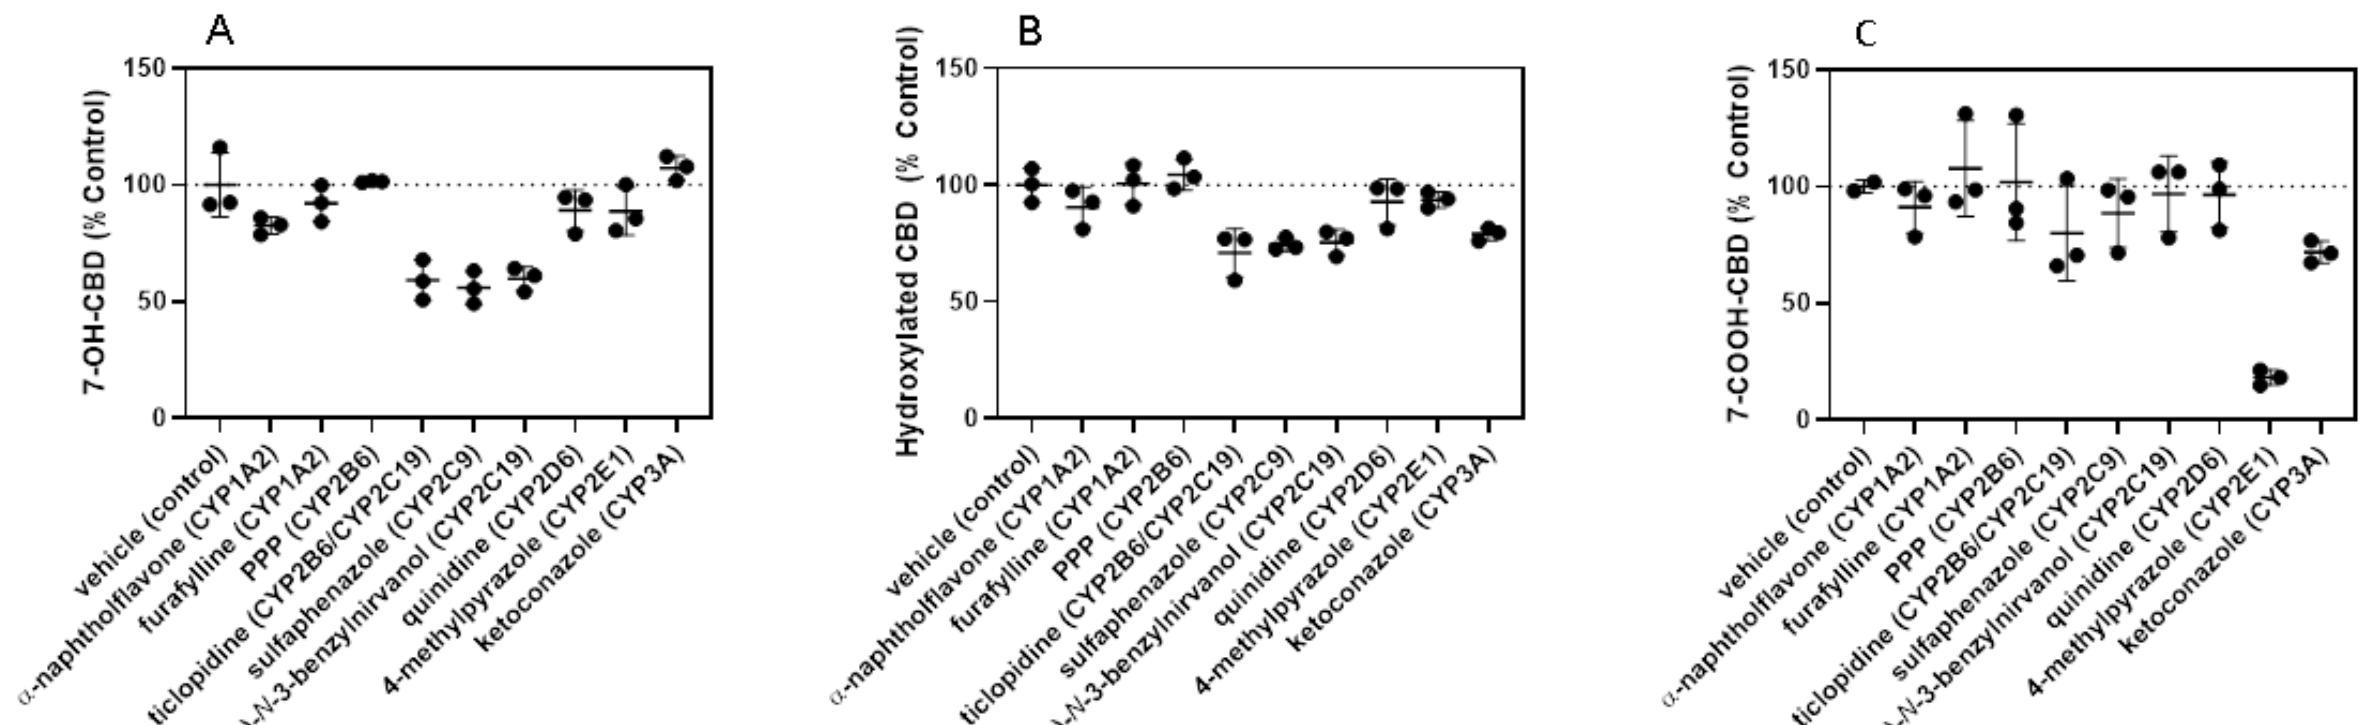 A
7-OH-CBD (% Control)
150
100
50
0
vehicle (control)
α-naphtholflavone (CYP1A2)
furafylline (CYP1A2)
PPP (CYP2B6)
ticlopidine (CYP2B6/CYP2C19)
sulfaphenazole (CYP2C9)
)-N-3-benzylnirvanol (CYP2C19)
quinidine (CYP2D6)
4-methylpyrazole (CYP2E1)
ketoconazole (CYP3A)
B
Hydroxylated CBD (% Control)
150
100
50
0
vehicle (control)
α-naphtholflavone (CYP1A2)
furafylline (CYP1A2)
PPP (CYP2B6)
ticlopidine (CYP2B6/CYP2C19)
sulfaphenazole (CYP2C9)
)-N-3-benzylnirvanol (CYP2C19)
quinidine (CYP2D6)
4-methylpyrazole (CYP2E1)
ketoconazole (CYP3A)
C
7-COOH-CBD (% Control)
150
100
50
0
vehicle (control)
α-naphtholflavone (CYP1A2)
furafylline (CYP1A2)
PPP (CYP2B6)
ticlopidine (CYP2B6/CYP2C19)
sulfaphenazole (CYP2C9)
)-N-3-benzylnirvanol (CYP2C19)
quinidine (CYP2D6)
4-methylpyrazole (CYP2E1)
ketoconazole (CYP3A)